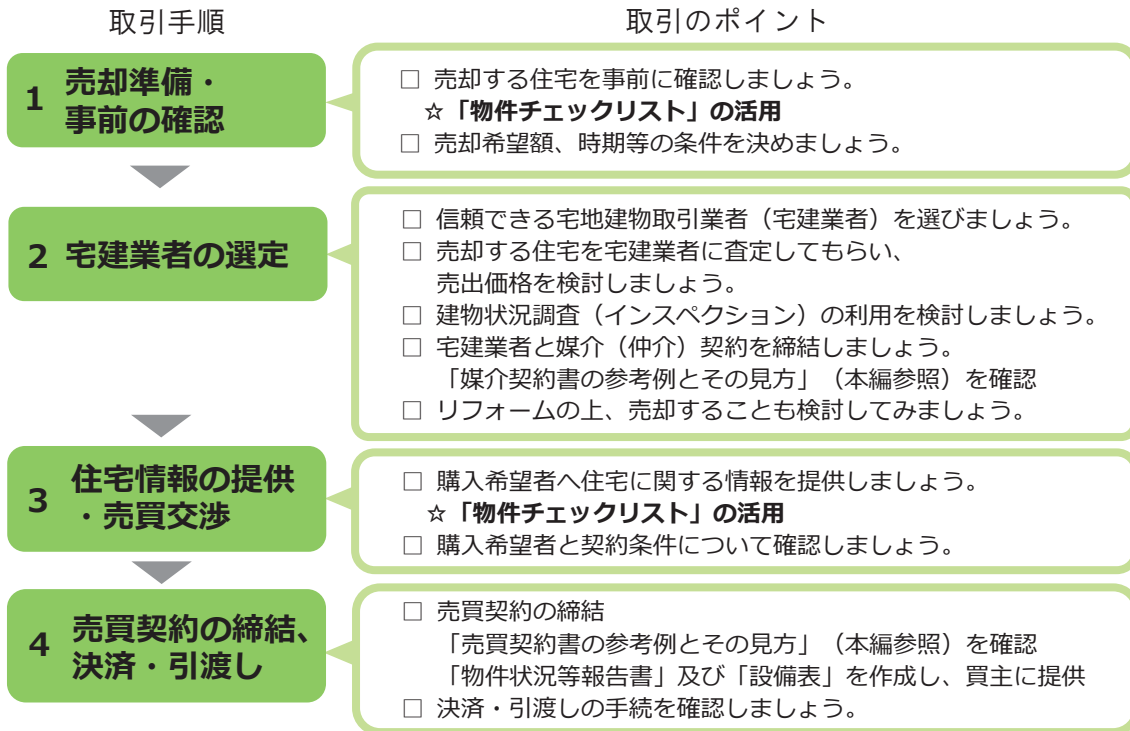 取引手順
取引のポイント
1 売却準備・
事前の確認
□ 売却する住宅を事前に確認しましょう。
☆「物件チェックリスト」の活用
□ 売却希望額、時期等の条件を決めましょう。
2 宅建業者の選定
□ 信頼できる宅地建物取引業者（宅建業者）を選びましょう。
□ 売却する住宅を宅建業者に査定してもらい、
売出価格を検討しましょう。
□ 建物状況調査（インスペクション）の利用を検討しましょう。
□ 宅建業者と媒介（仲介）契約を締結しましょう。
「媒介契約書の参考例とその見方」（本編参照）を確認
□ リフォームの上、売却することも検討してみましょう。
3 住宅情報の提供
・売買交渉
□ 購入希望者へ住宅に関する情報を提供しましょう。
☆「物件チェックリスト」の活用
□ 購入希望者と契約条件について確認しましょう。
4 売買契約の締結、
決済・引渡し
□ 売買契約の締結
「売買契約書の参考例とその見方」（本編参照）を確認
「物件状況等報告書」及び「設備表」を作成し、買主に提供
□ 決済・引渡しの手続を確認しましょう。